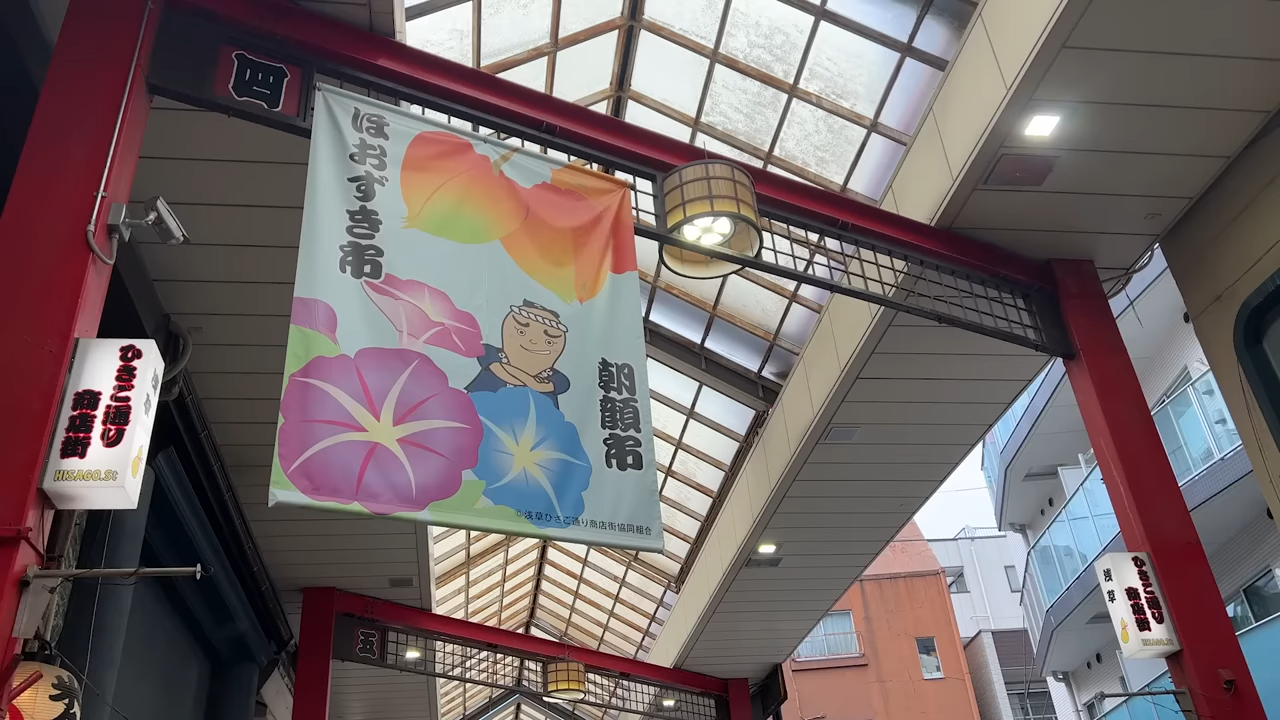 四
ほおずき市
朝顔市
©浅草ひさご通り商店街協同組合
ひさご通り
商店街
HISAGO.St
五
浅草
ひさご通り
商店街
HISAGO.St